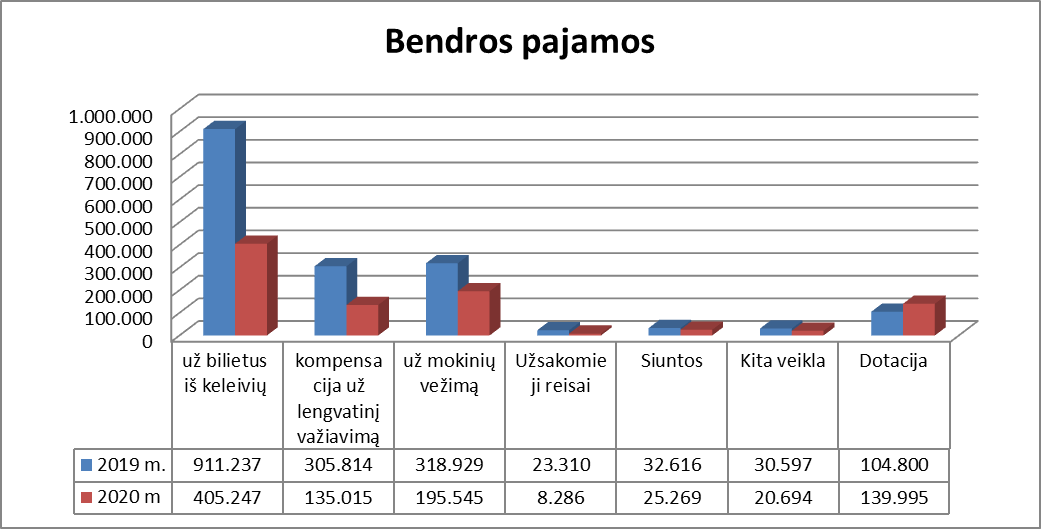 Bendros pajamos
1.000.000
900.000
800.000
700.000
600.000
500.000
400.000
300.000
200.000
100.000
0
už bilietus
iš keleivių
kompensa
cija už
lengvatinį
važiavimą
už mokinių
vežimą
Užsakomie
ji reisai
Siuntos
Kita veikla
Dotacija
2019 m. 911.237 305.814 318.929 23.310 32.616 30.597 104.800
2020 m 405.247 135.015 195.545 8.286 25.269 20.694 139.995